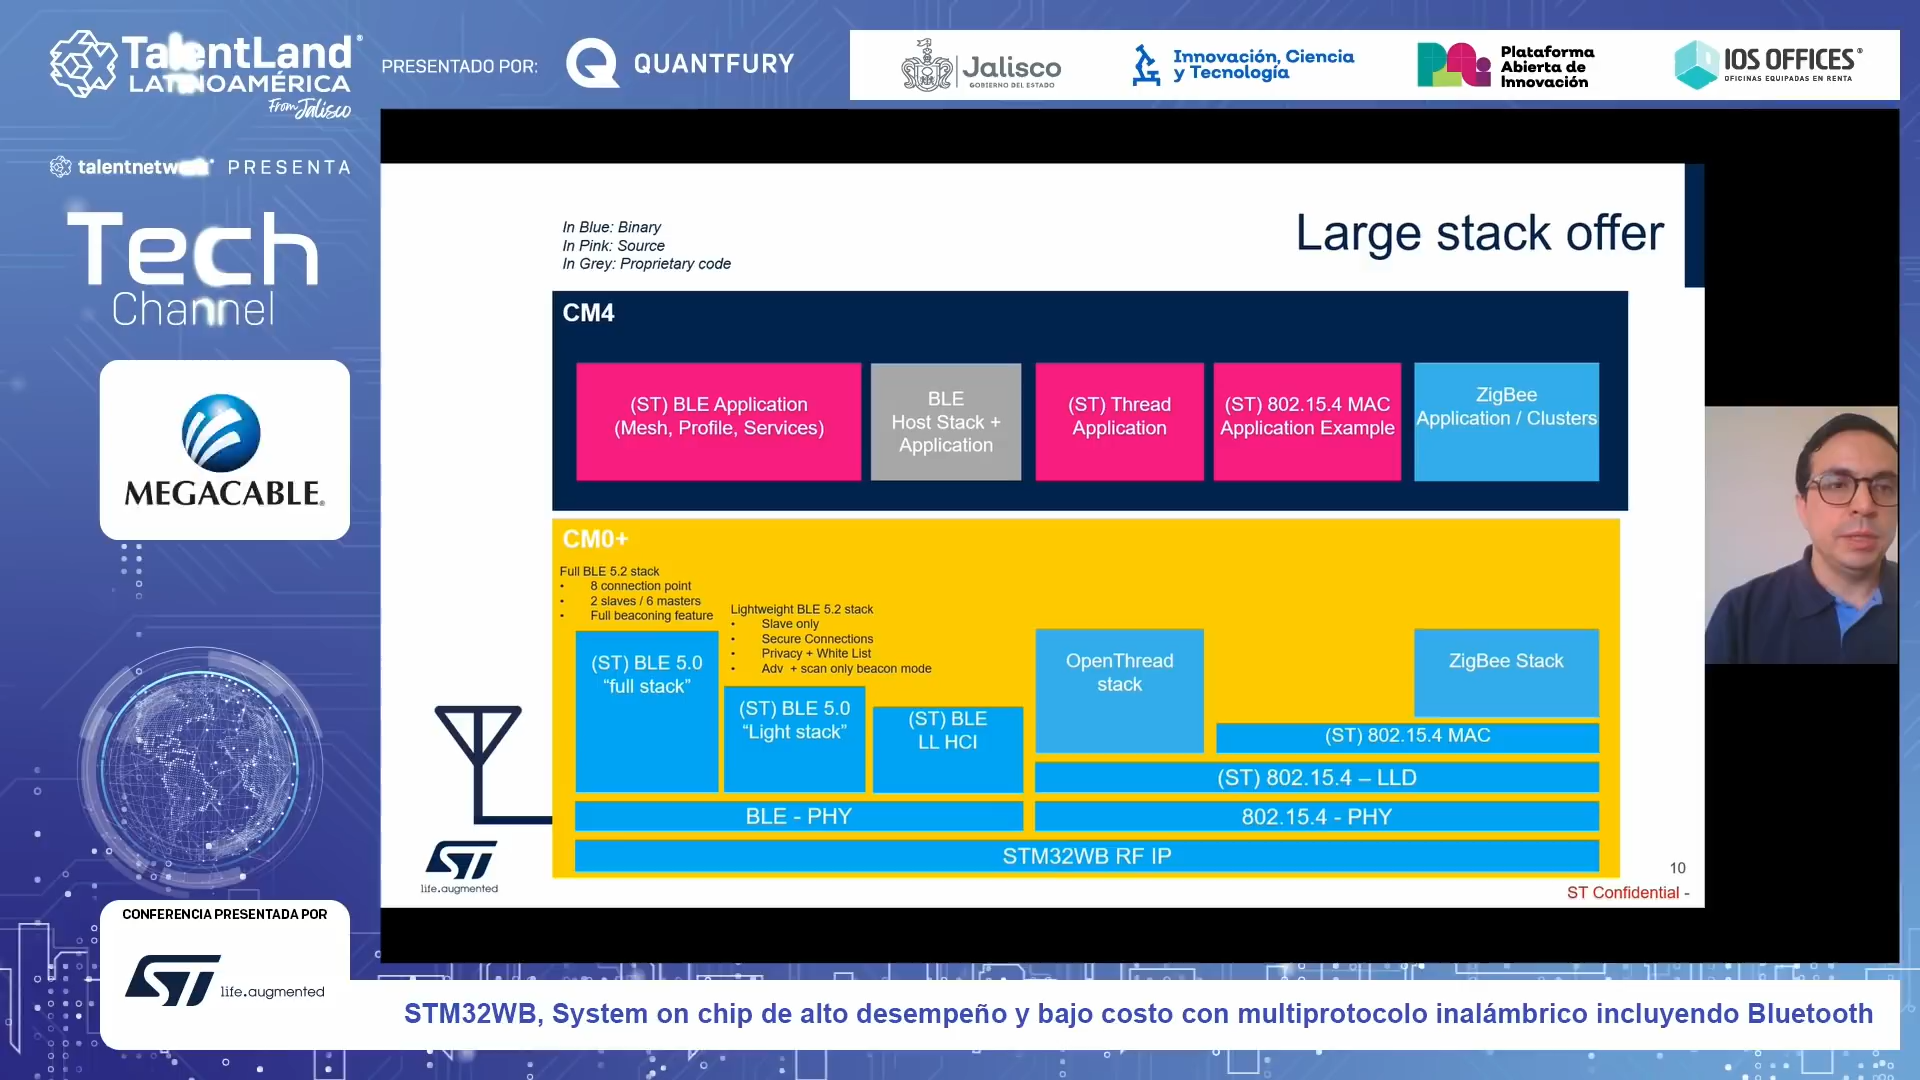 TalentLand®
LATINOAMÉRICA
From Jalisco
PRESENTADO POR:
QUANTFURY
Jalisco
GOBIERNO DEL ESTADO
Innovación, Ciencia
y Tecnología
Plataforma
Abierta de
Innovación
IOS OFFICES®
OFICINAS EQUIPADAS EN RENTA
talentnetwork® PRESENTA
Tech
Channel
MEGACABLE®
In Blue: Binary
In Pink: Source
In Grey: Proprietary code
Large stack offer
CM4
(ST) BLE Application
(Mesh, Profile, Services)
BLE
Host Stack +
Application
(ST) Thread
Application
(ST) 802.15.4 MAC
Application Example
ZigBee
Application / Clusters
CM0+
Full BLE 5.2 stack
• 8 connection point
• 2 slaves / 6 masters
• Full beaconing feature
Lightweight BLE 5.2 stack
• Slave only
• Secure Connections
• Privacy + White List
• Adv + scan only beacon mode
(ST) BLE 5.0
“full stack”
(ST) BLE 5.0
“Light stack”
(ST) BLE
LL HCI
OpenThread
stack
ZigBee Stack
(ST) 802.15.4 MAC
(ST) 802.15.4 – LLD
BLE - PHY
802.15.4 - PHY
STM32WB RF IP
ST
life.augmented
10
ST Confidential -
CONFERENCIA PRESENTADA POR
ST life.augmented
STM32WB, System on chip de alto desempeño y bajo costo con multiprotocolo inalámbrico incluyendo Bluetooth